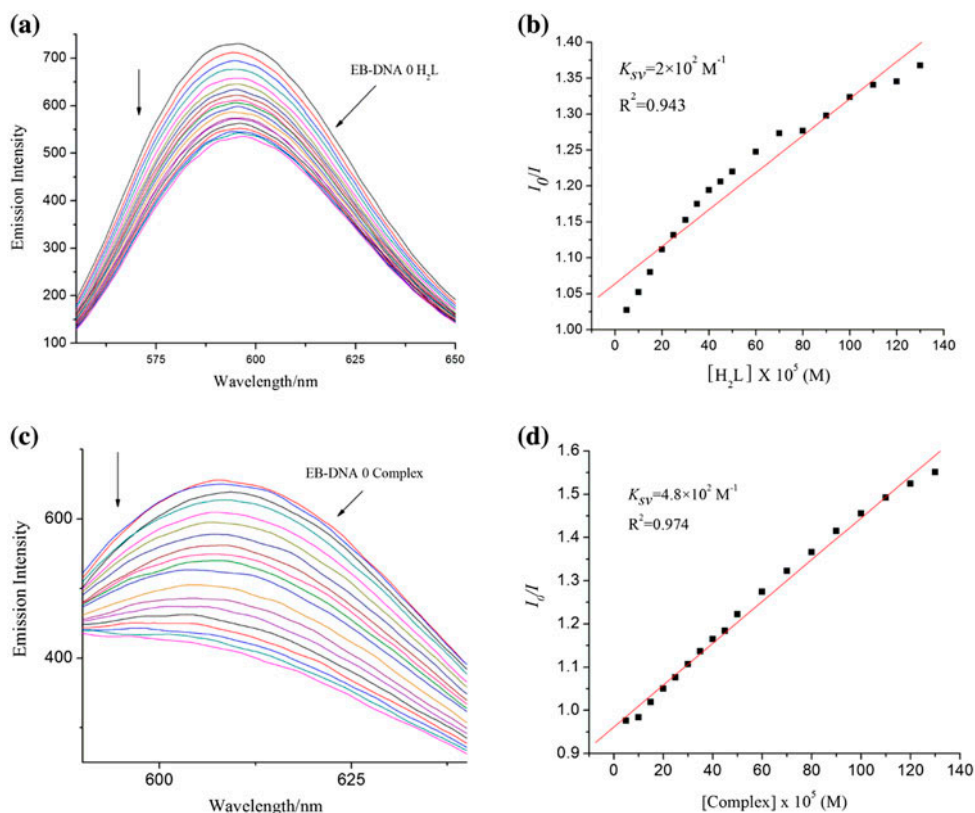 (a)
700
600
500
400
300
200
100
Emission Intensity
EB-DNA 0 H₂L
575
600
625
650
Wavelength/nm
(b)
1.40
1.35
1.30
1.25
1.20
1.15
1.10
1.05
1.00
I₀/I
K_SV=2×10² M⁻¹
R²=0.943
0 20 40 60 80 100 120 140
[H₂L] X 10⁵ (M)
(c)
600
400
Emission Intensity
EB-DNA 0 Complex
600
625
Wavelength/nm
(d)
1.6
1.5
1.4
1.3
1.2
1.1
1.0
0.9
I₀/I
K_SV=4.8×10² M⁻¹
R²=0.974
0 20 40 60 80 100 120 140
[Complex] x 10⁵ (M)